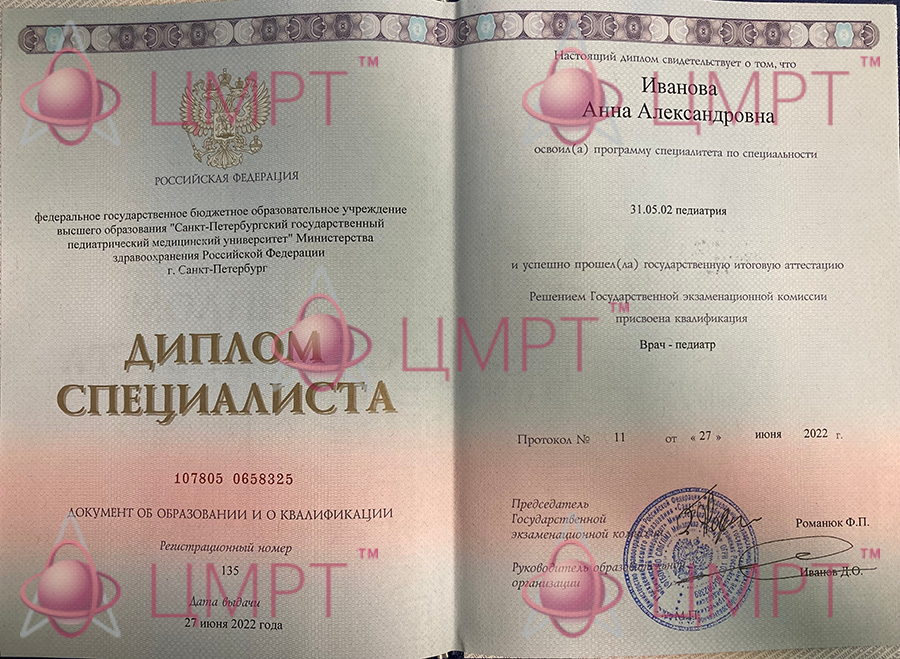 РОССИЙСКАЯ ФЕДЕРАЦИЯ
федеральное государственное бюджетное образовательное учреждение
высшего образования "Санкт-Петербургский государственный
педиатрический медицинский университет" Министерства
здравоохранения Российской Федерации
г. Санкт-Петербург
ДИПЛОМ
СПЕЦИАЛИСТА
107805 0658325
ДОКУМЕНТ ОБ ОБРАЗОВАНИИ И О КВАЛИФИКАЦИИ
Регистрационный номер
135
Дата выдачи
27 июня 2022 года
Настоящий диплом свидетельствует о том, что
Иванова
Анна Александровна
освоил(а) программу специалитета по специальности
31.05.02 педиатрия
и успешно прошел(ла) государственную итоговую аттестацию
Решением Государственной экзаменационной комиссии
присвоена квалификация
Врач - педиатр
Протокол № 11 от « 27 » июня 2022 г.
Председатель
Государственной
экзаменационной
Романюк Ф.П.
Руководитель образовательной
организации
Иванов Д.О.
М.П.
ЦМРТ™
ЦМРТ™
ЦМРТ™
ЦМРТ™
ЦМРТ™